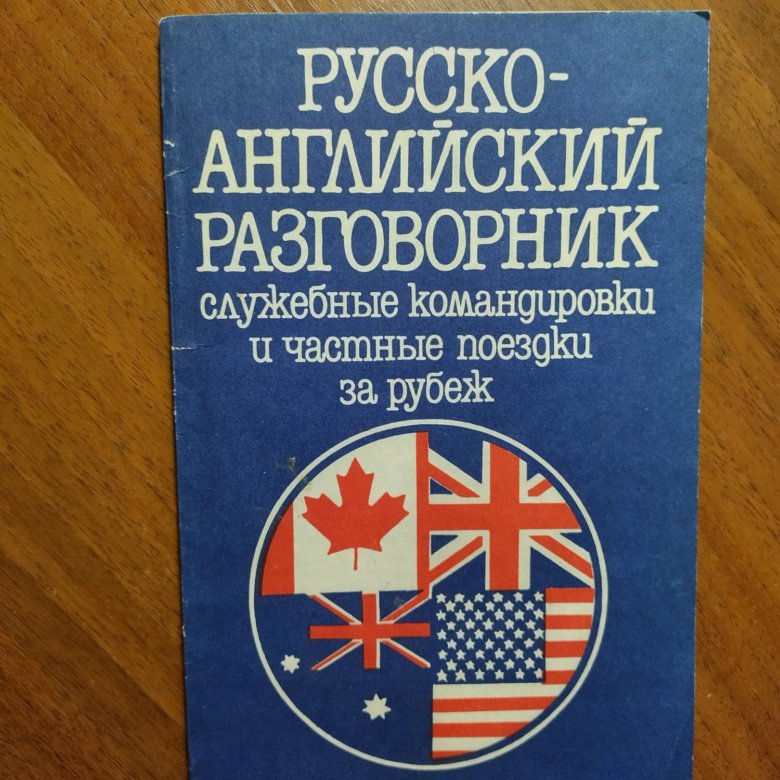 РУССКО-
АНГЛИЙСКИЙ
РАЗГОВОРНИК
служебные командировки
и частные поездки
за рубеж